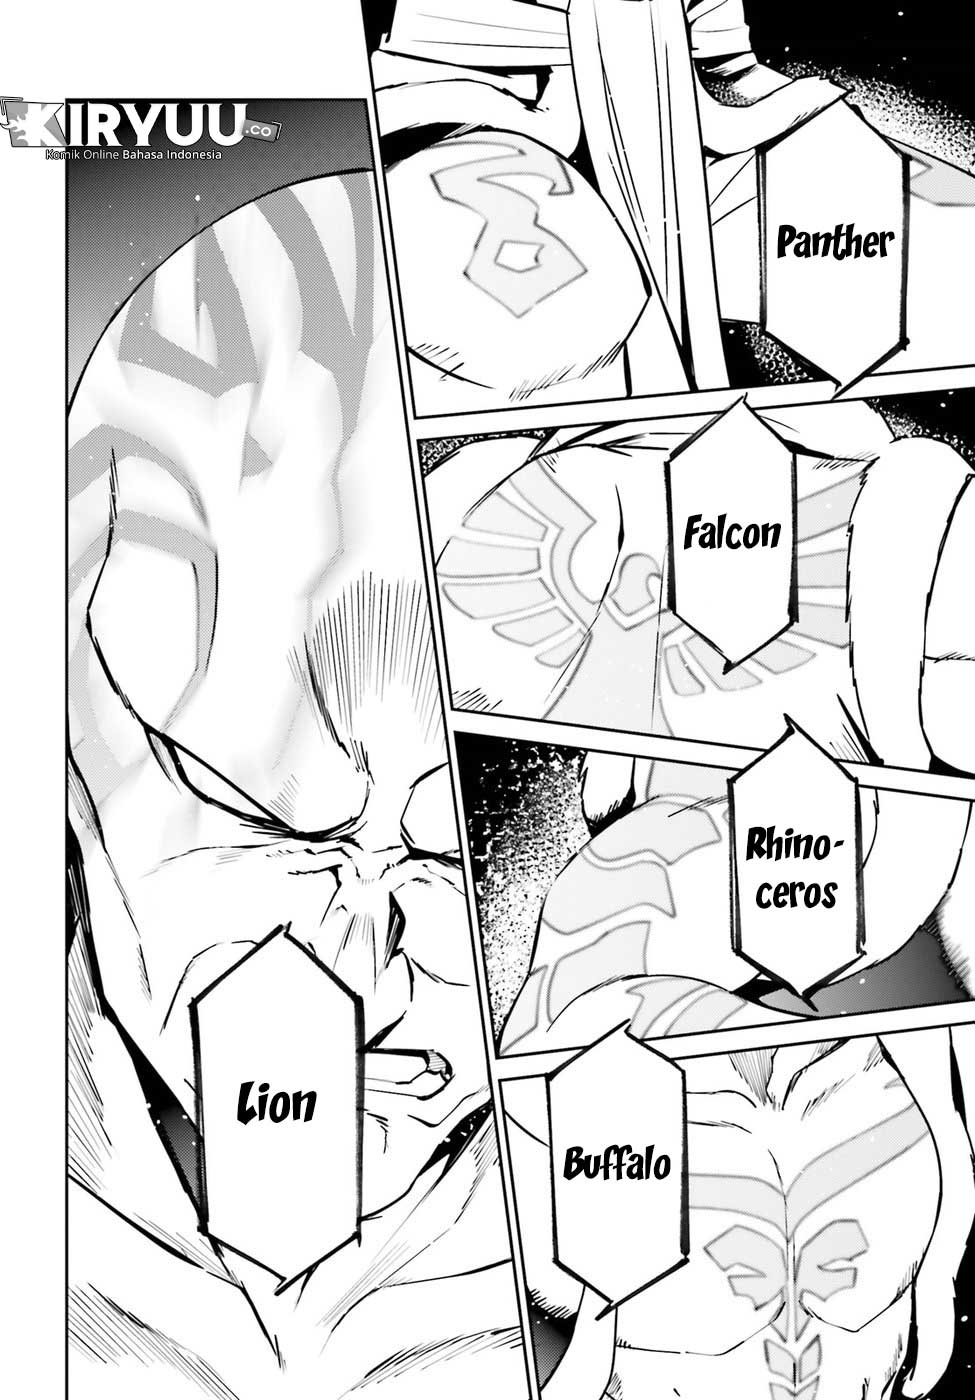 KIRYUU.CO
Komik Online Bahasa Indonesia
Panther
Falcon
Rhino-
ceros
Buffalo
Lion